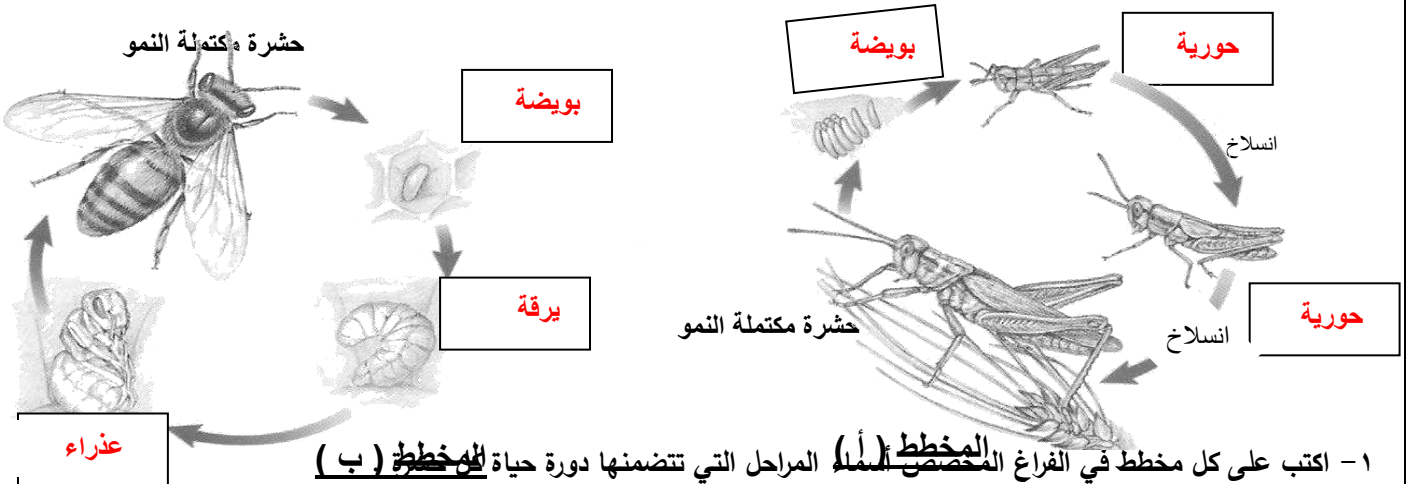 حشرة مكتملة النمو
بويضة
يرقة
عذراء
بويضة
حورية
انسلاخ
حورية
انسلاخ
حشرة مكتملة النمو
المخطط ( أ )
المخطط ( ب )
١- اكتب على كل مخطط في الفراغ المخصص أسماء المراحل التي تتضمنها دورة حياة كل حشرة .